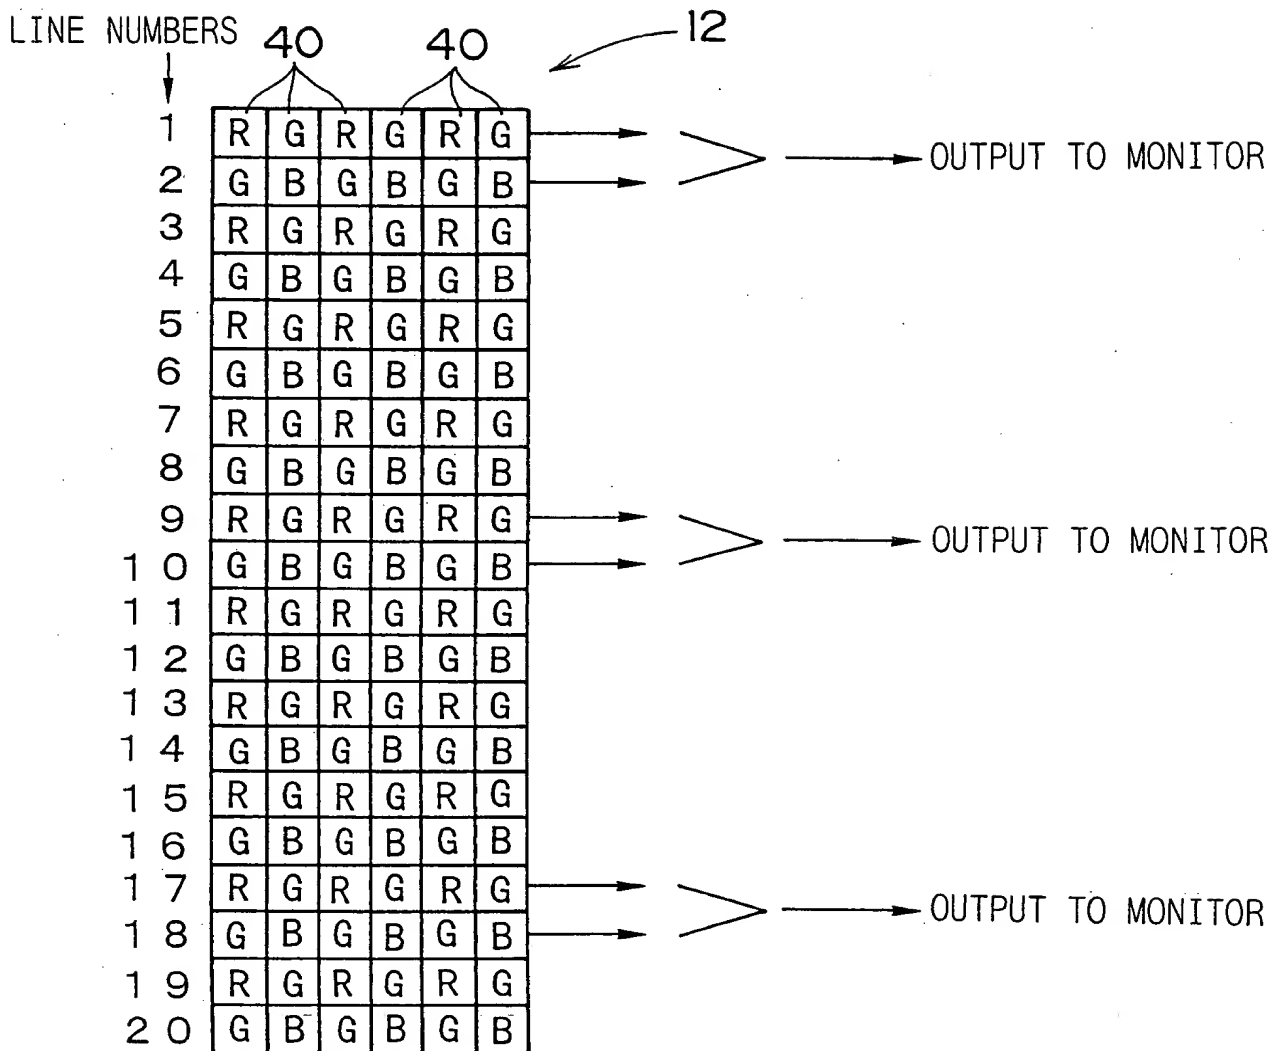 LINE NUMBERS 40 40 12
1 R G R G R G OUTPUT TO MONITOR
2 G B G B G B
3 R G R G R G
4 G B G B G B
5 R G R G R G
6 G B G B G B
7 R G R G R G
8 G B G B G B
9 R G R G R G OUTPUT TO MONITOR
10 G B G B G B
11 R G R G R G
12 G B G B G B
13 R G R G R G
14 G B G B G B
15 R G R G R G
16 G B G B G B
17 R G R G R G OUTPUT TO MONITOR
18 G B G B G B
19 R G R G R G
20 G B G B G B